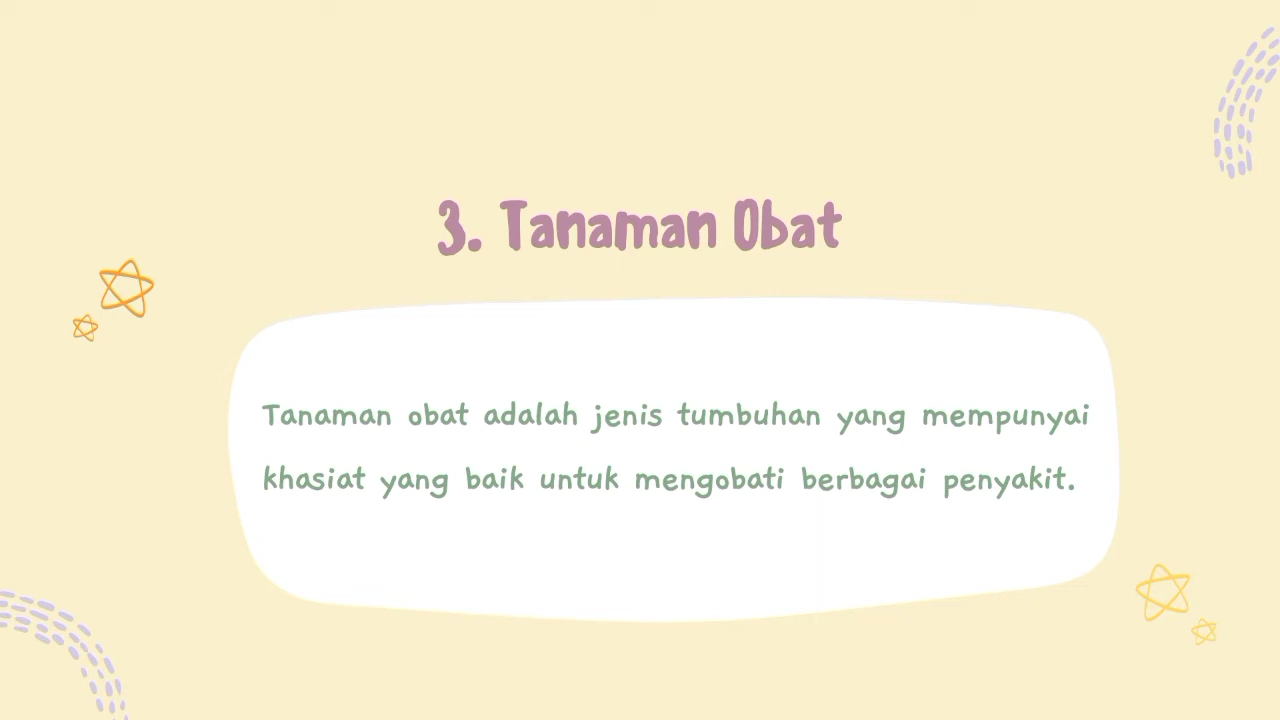 3. Tanaman Obat
Tanaman obat adalah jenis tumbuhan yang mempunyai
khasiat yang baik untuk mengobati berbagai penyakit.